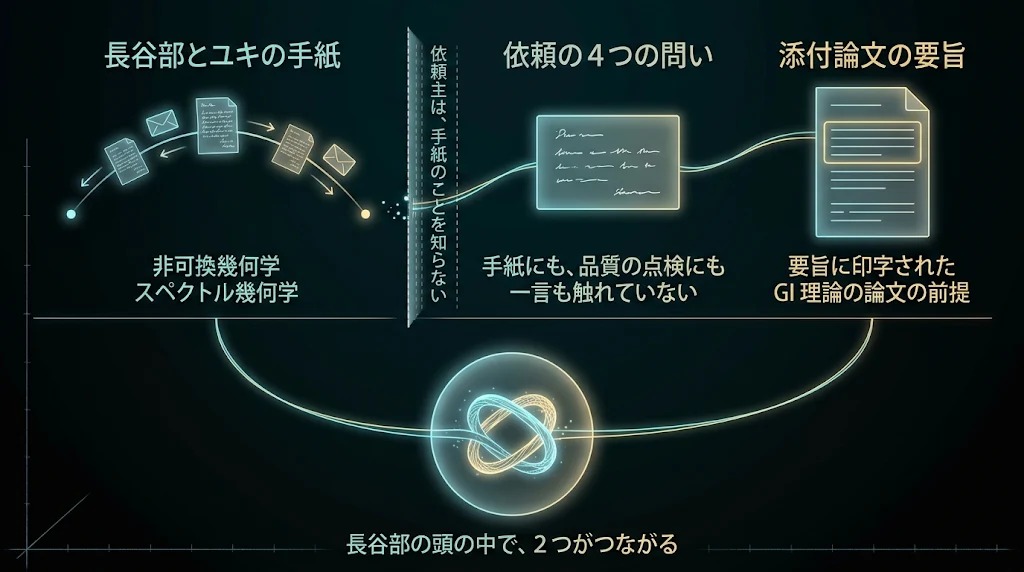 長谷部とユキの手紙
非可換幾何学
スペクトル幾何学
依頼主は、手紙のことを知らない
依頼の4つの問い
手紙にも、品質の点検にも
一言も触れていない
添付論文の要旨
要旨に印字された
GI 理論の論文の前提
長谷部の頭の中で、2つがつながる